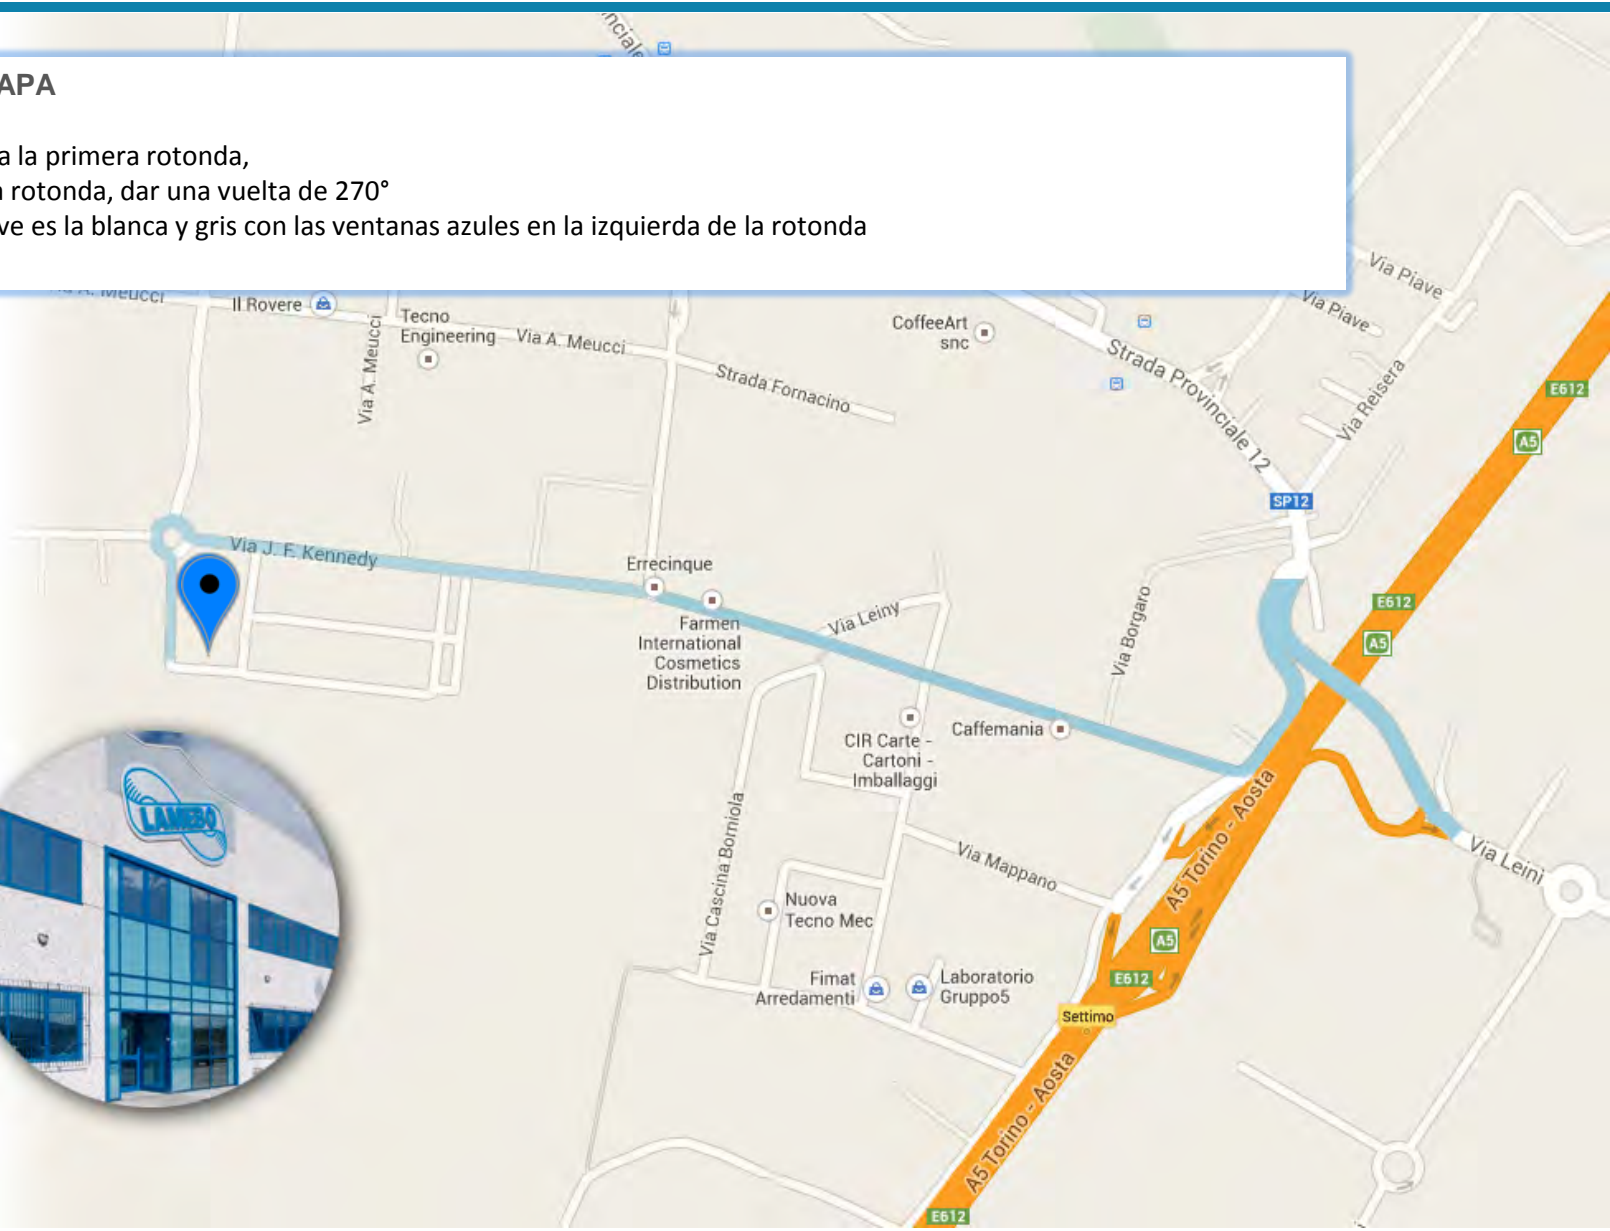 APA
a la primera rotonda,
rotonda, dar una vuelta de 270°
ve es la blanca y gris con las ventanas azules en la izquierda de la rotonda
Via A. Meucci
Il Rovere
Via A. Meucci
Tecno
Engineering
Via A. Meucci
Strada Fornacino
CoffeeArt
snc
Strada Provinciale 12
Via Piave
Via Piave
Via Reisera
E612
A5
SP12
Via J. F. Kennedy
Errecinque
Farmen
International
Cosmetics
Distribution
Via Leiny
Via Borgaro
E612
A5
CIR Carte -
Cartoni -
Imballaggi
Caffemania
Via Cascina Borniola
Via Mappano
A5 Torino - Aosta
Via Leini
LAMEBO
Nuova
Tecno Mec
A5
E612
Fimat
Arredamenti
Laboratorio
Gruppo5
Settimo
A5 Torino - Aosta
E612